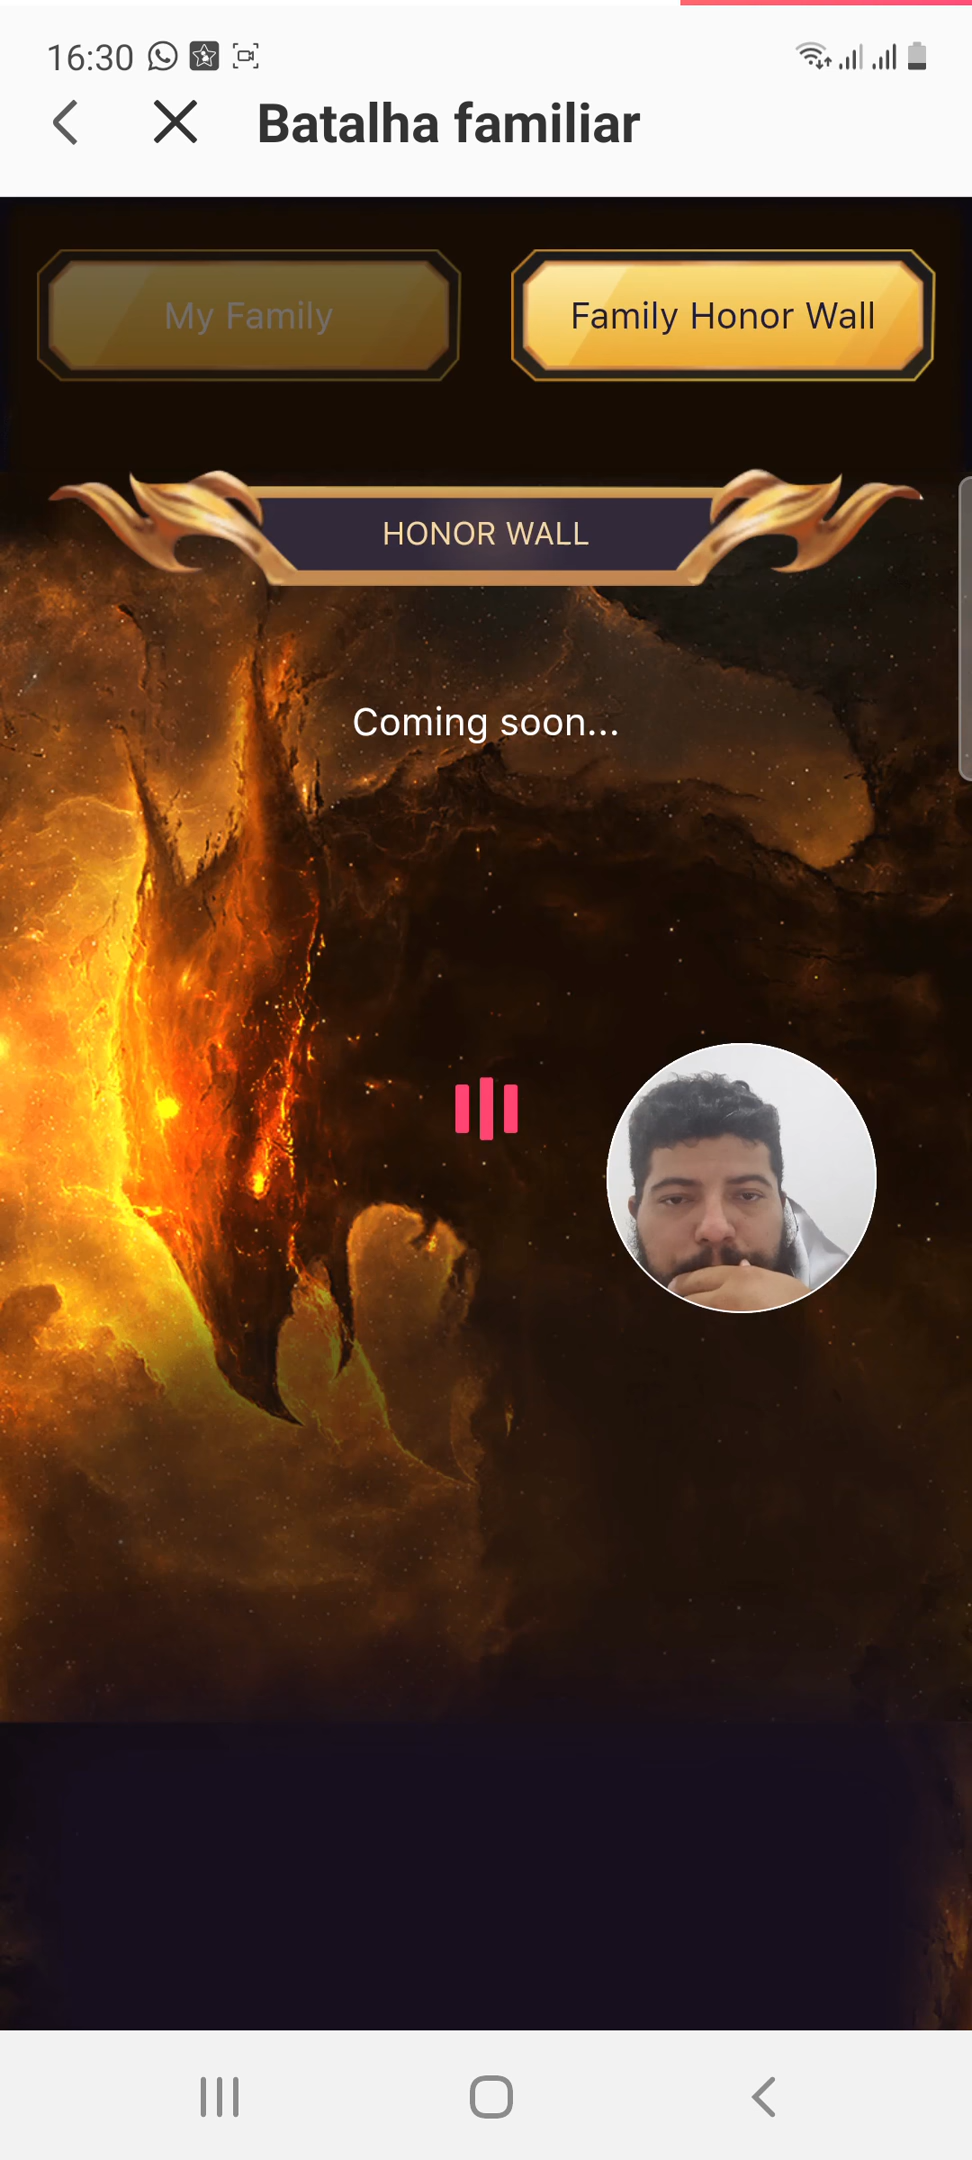 16:30
Batalha familiar
My Family
Family Honor Wall
HONOR WALL
Coming soon...